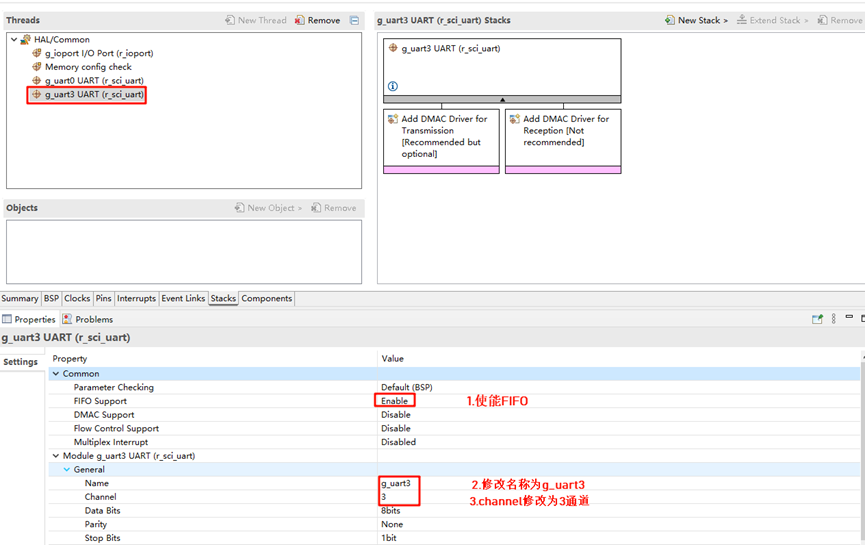 Threads
New Thread
Remove
g_uart3 UART (r_sci_uart) Stacks
New Stack >
Extend Stack >
Remove
HAL/Common
g_ioport I/O Port (r_ioport)
Memory config check
g_uart0 UART (r_sci_uart)
g_uart3 UART (r_sci_uart)
g_uart3 UART (r_sci_uart)
Add DMAC Driver for
Transmission
[Recommended but
optional]
Add DMAC Driver for
Reception [Not
recommended]
Objects
New Object >
Remove
Summary BSP Clocks Pins Interrupts Event Links Stacks Components
Properties Problems
g_uart3 UART (r_sci_uart)
Settings
Property Value
Common
Parameter Checking Default (BSP)
FIFO Support Enable 1.使能FIFO
DMAC Support Disable
Flow Control Support Disable
Multiplex Interrupt Disabled
Module g_uart3 UART (r_sci_uart)
General
Name g_uart3 2.修改名称为g_uart3
Channel 3 3.channel修改为3通道
Data Bits 8bits
Parity None
Stop Bits 1bit